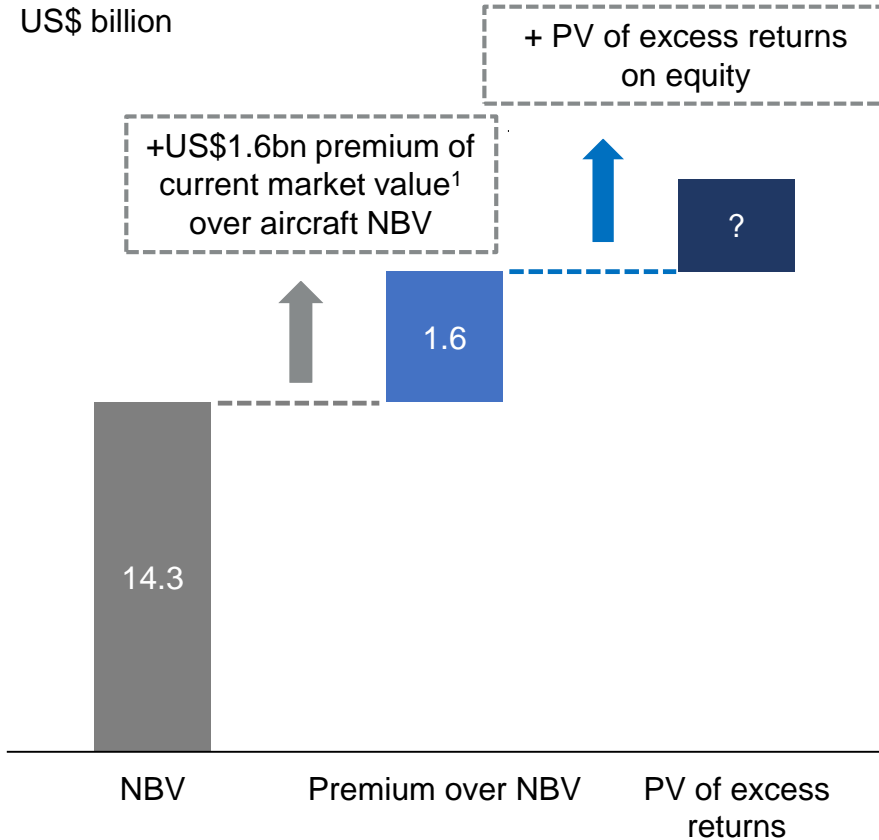 US$ billion
+ PV of excess returns
on equity
+US$1.6bn premium of
current market value¹
over aircraft NBV
?
1.6
14.3
NBV
Premium over NBV
PV of excess
returns